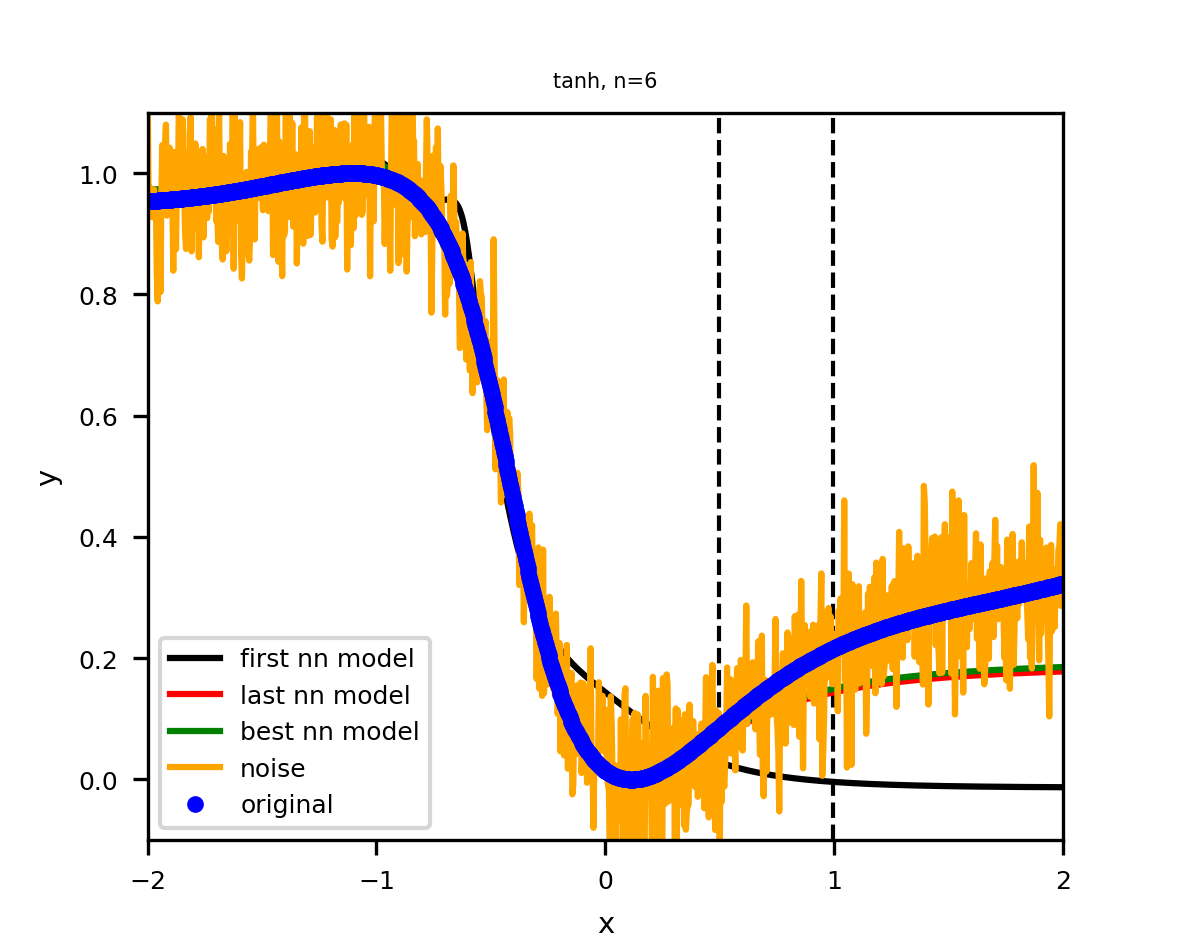 tanh, n=6
1.0
0.8
0.6
0.4
0.2
0.0
y
first nn model
last nn model
best nn model
noise
original
−2
−1
0
1
2
x